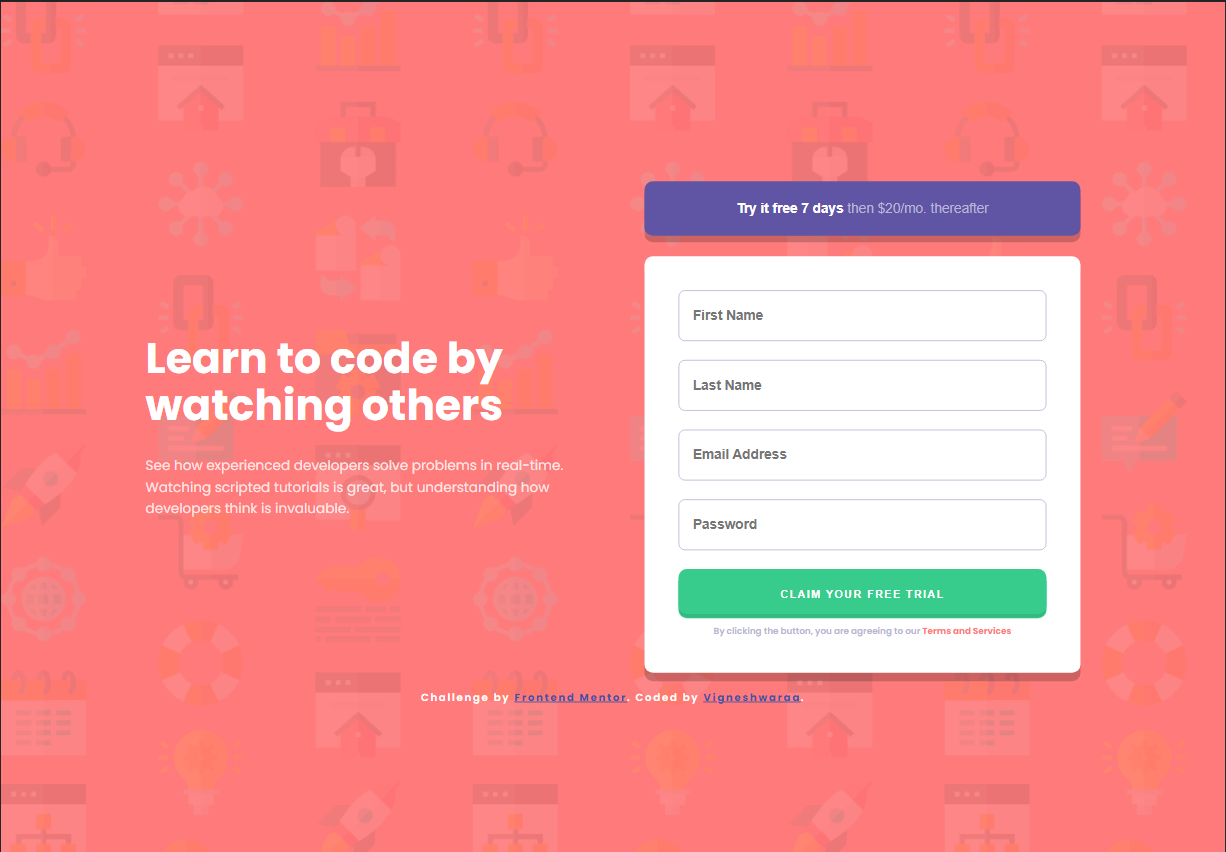 Learn to code by
watching others
See how experienced developers solve problems in real-time.
Watching scripted tutorials is great, but understanding how
developers think is invaluable.
Try it free 7 days then $20/mo. thereafter
First Name
Last Name
Email Address
Password
CLAIM YOUR FREE TRIAL
By clicking the button, you are agreeing to our Terms and Services
Challenge by Frontend Mentor. Coded by Vigneshwaraa.